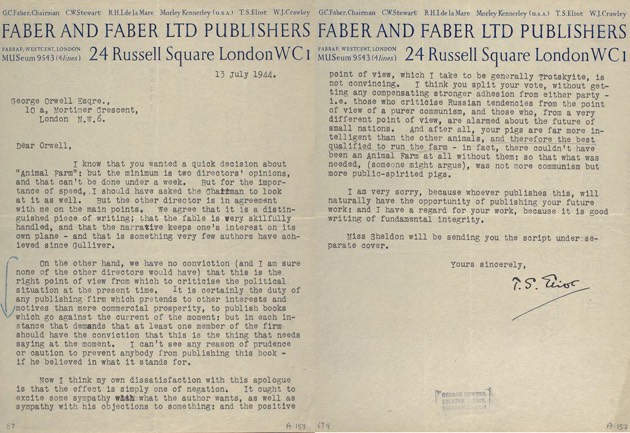 G.C.Faber, Chairman C.W.Stewart R.H.I.de la Mare Morley Kennerley (U.S.A.) T.S.Eliot W.J.Crawley
FABER AND FABER LTD PUBLISHERS
FABBAF, WESTCENT, LONDON
MUSeum 9543 (4 lines)
24 Russell Square London WC1
13 July 1944.
George Orwell Esqre.,
10 a, Mortimer Crescent,
London N.W.6.
Dear Orwell,
I know that you wanted a quick decision about
"Animal Farm"; but the minimum is two directors' opinions,
and that can't be done under a week. But for the impor-
tance of speed, I should have asked the Chairman to look
at it as well. But the other director is in agreement
with me on the main points. We agree that it is a distin-
guished piece of writing; that the fable is very skilfully
handled, and that the narrative keeps one's interest on its
own plane - and that is something very few authors have ach-
ieved since Gulliver.
On the other hand, we have no conviction (and I am sure
none of the other directors would have) that this is the
right point of view from which to criticise the political
situation at the present time. It is certainly the duty of
any publishing firm which pretends to other interests and
motives than mere commercial prosperity, to publish books
which go against the current of the moment; but in each in-
stance that demands that at least one member of the firm
should have the conviction that this is the thing that needs
saying at the moment. I can't see any reason of prudence
or caution to prevent anybody from publishing this book -
if he believed in what it stands for.
Now I think my own dissatisfaction with this apologue
is that the effect is simply one of negation. It ought to
excite some sympathy with what the author wants, as well as
sympathy with his objections to something: and the positive
67
A-157
G.C.Faber, Chairman C.W.Stewart R.H.I.de la Mare Morley Kennerley (U.S.A.) T.S.Eliot W.J.Crawley
FABER AND FABER LTD PUBLISHERS
FABBAF, WESTCENT, LONDON
MUSeum 9543 (4 lines)
24 Russell Square London WC1
point of view, which I take to be generally Trotskyite, is
not convincing. I think you split your vote, without get-
ting any compensating stronger adhesion from either party -
i.e. those who criticise Russian tendencies from the point
of view of a purer communism, and those who, from a very
different point of view, are alarmed about the future of
small nations. And after all, your pigs are far more in-
telligent than the other animals, and therefore the best
qualified to run the farm - in fact, there couldn't have
been an Animal Farm at all without them: so that what was
needed, (someone might argue), was not more communism but
more public-spirited pigs.
I am very sorry, because whoever publishes this, will
naturally have the opportunity of publishing your future
work: and I have a regard for your work, because it is good
writing of fundamental integrity.
Miss Sheldon will be sending you the script under se-
parate cover.
Yours sincerely,
T. S. Eliot
GEORGE ORWELL
A-157